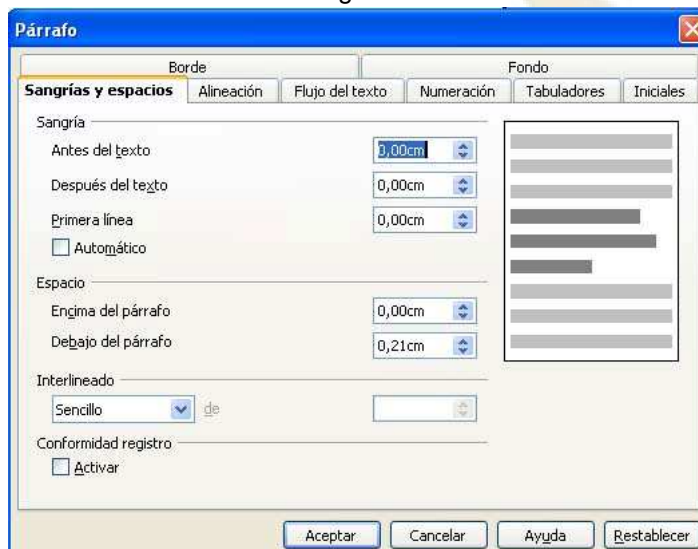 Párrafo
Borde Fondo
Sangrías y espacios Alineación Flujo del texto Numeración Tabuladores Iniciales
Sangría
Antes del texto 0,00cm
Después del texto 0,00cm
Primera línea 0,00cm
Automático
Espacio
Encima del párrafo 0,00cm
Debajo del párrafo 0,21cm
Interlineado
Sencillo de
Conformidad registro
Activar
Aceptar Cancelar Ayuda Restablecer